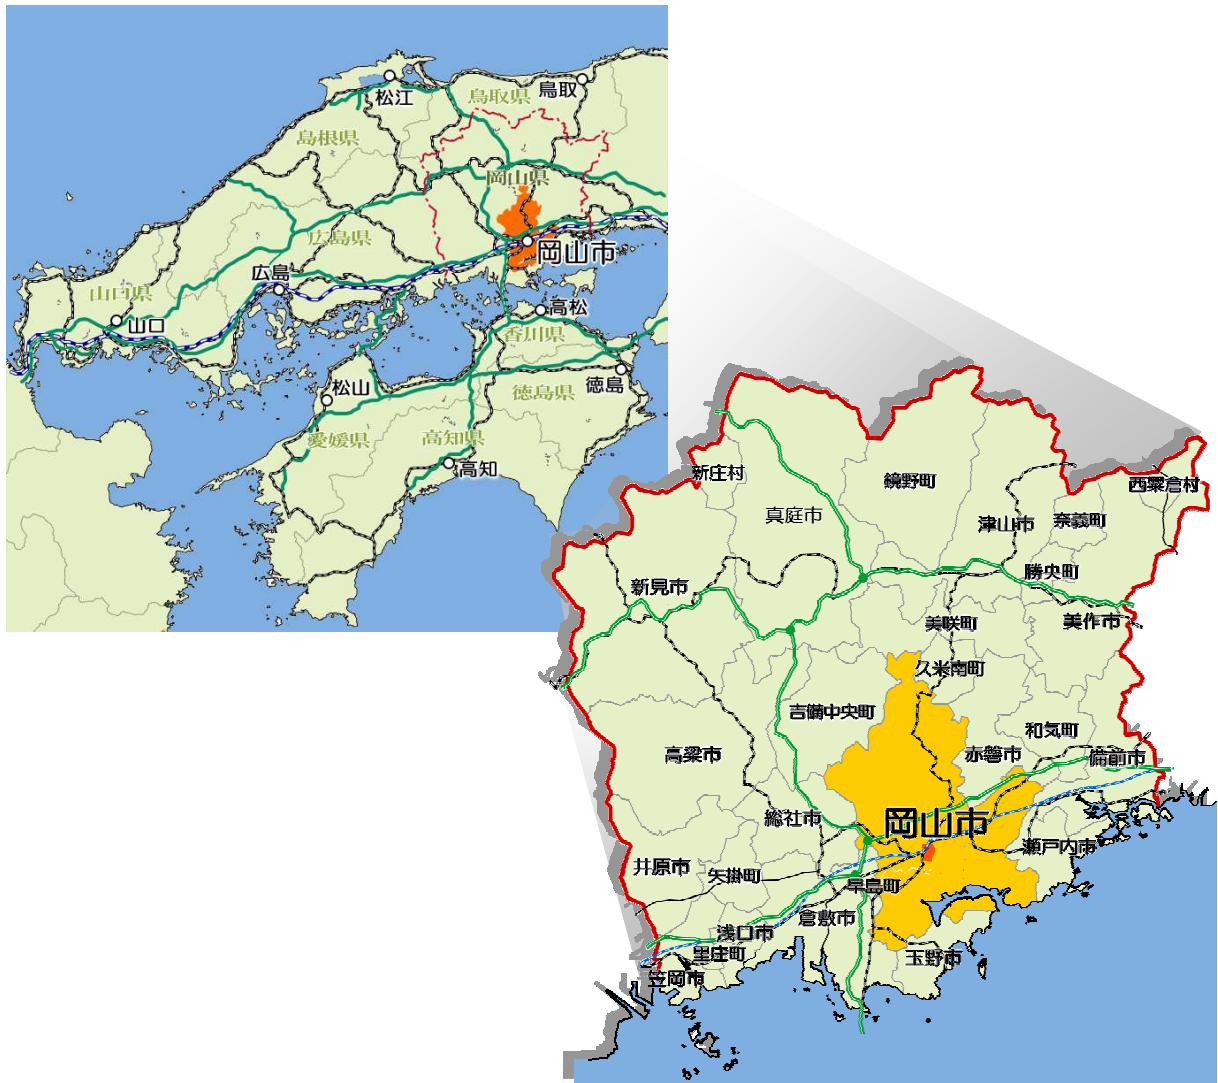 松江
鳥取県
鳥取
島根県
岡山県
広島県
岡山市
広島
山口県
山口
高松
香川県
松山
徳島
徳島県
愛媛県
高知県
高知
新庄村
鏡野町
西粟倉村
真庭市
津山市
奈義町
勝央町
新見市
美咲町
美作市
久米南町
吉備中央町
和気町
高梁市
赤磐市
備前市
総社市
岡山市
瀬戸内市
井原市
矢掛町
早島町
倉敷市
浅口市
里庄町
玉野市
笠岡市